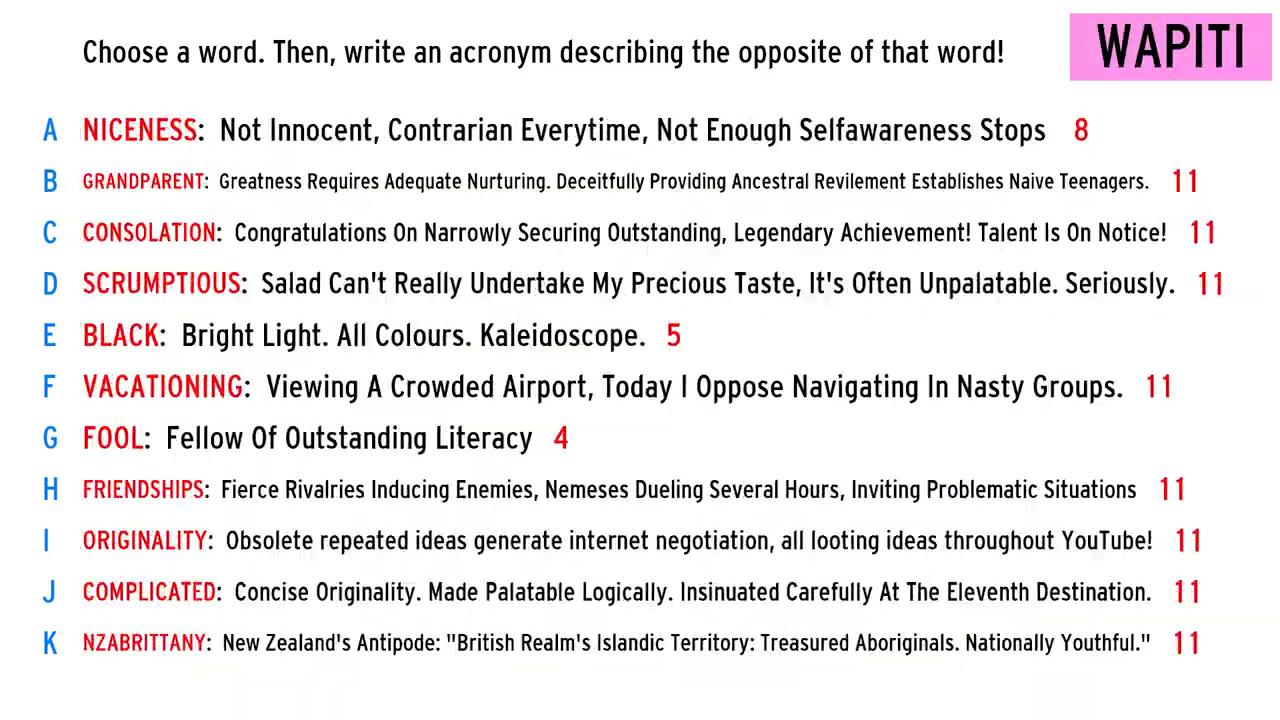 Choose a word. Then, write an acronym describing the opposite of that word!
WAPITI
A NICENESS: Not Innocent, Contrarian Everytime, Not Enough Selfawareness Stops 8
B GRANDPARENT: Greatness Requires Adequate Nurturing. Deceitfully Providing Ancestral Revilement Establishes Naive Teenagers. 11
C CONSOLATION: Congratulations On Narrowly Securing Outstanding, Legendary Achievement! Talent Is On Notice! 11
D SCRUMPTIOUS: Salad Can't Really Undertake My Precious Taste, It's Often Unpalatable. Seriously. 11
E BLACK: Bright Light. All Colours. Kaleidoscope. 5
F VACATIONING: Viewing A Crowded Airport, Today I Oppose Navigating In Nasty Groups. 11
G FOOL: Fellow Of Outstanding Literacy 4
H FRIENDSHIPS: Fierce Rivalries Inducing Enemies, Nemeses Dueling Several Hours, Inviting Problematic Situations 11
I ORIGINALITY: Obsolete repeated ideas generate internet negotiation, all looting ideas throughout YouTube! 11
J COMPLICATED: Concise Originality. Made Palatable Logically. Insinuated Carefully At The Eleventh Destination. 11
K NZABRITTANY: New Zealand's Antipode: "British Realm's Islandic Territory: Treasured Aboriginals. Nationally Youthful." 11